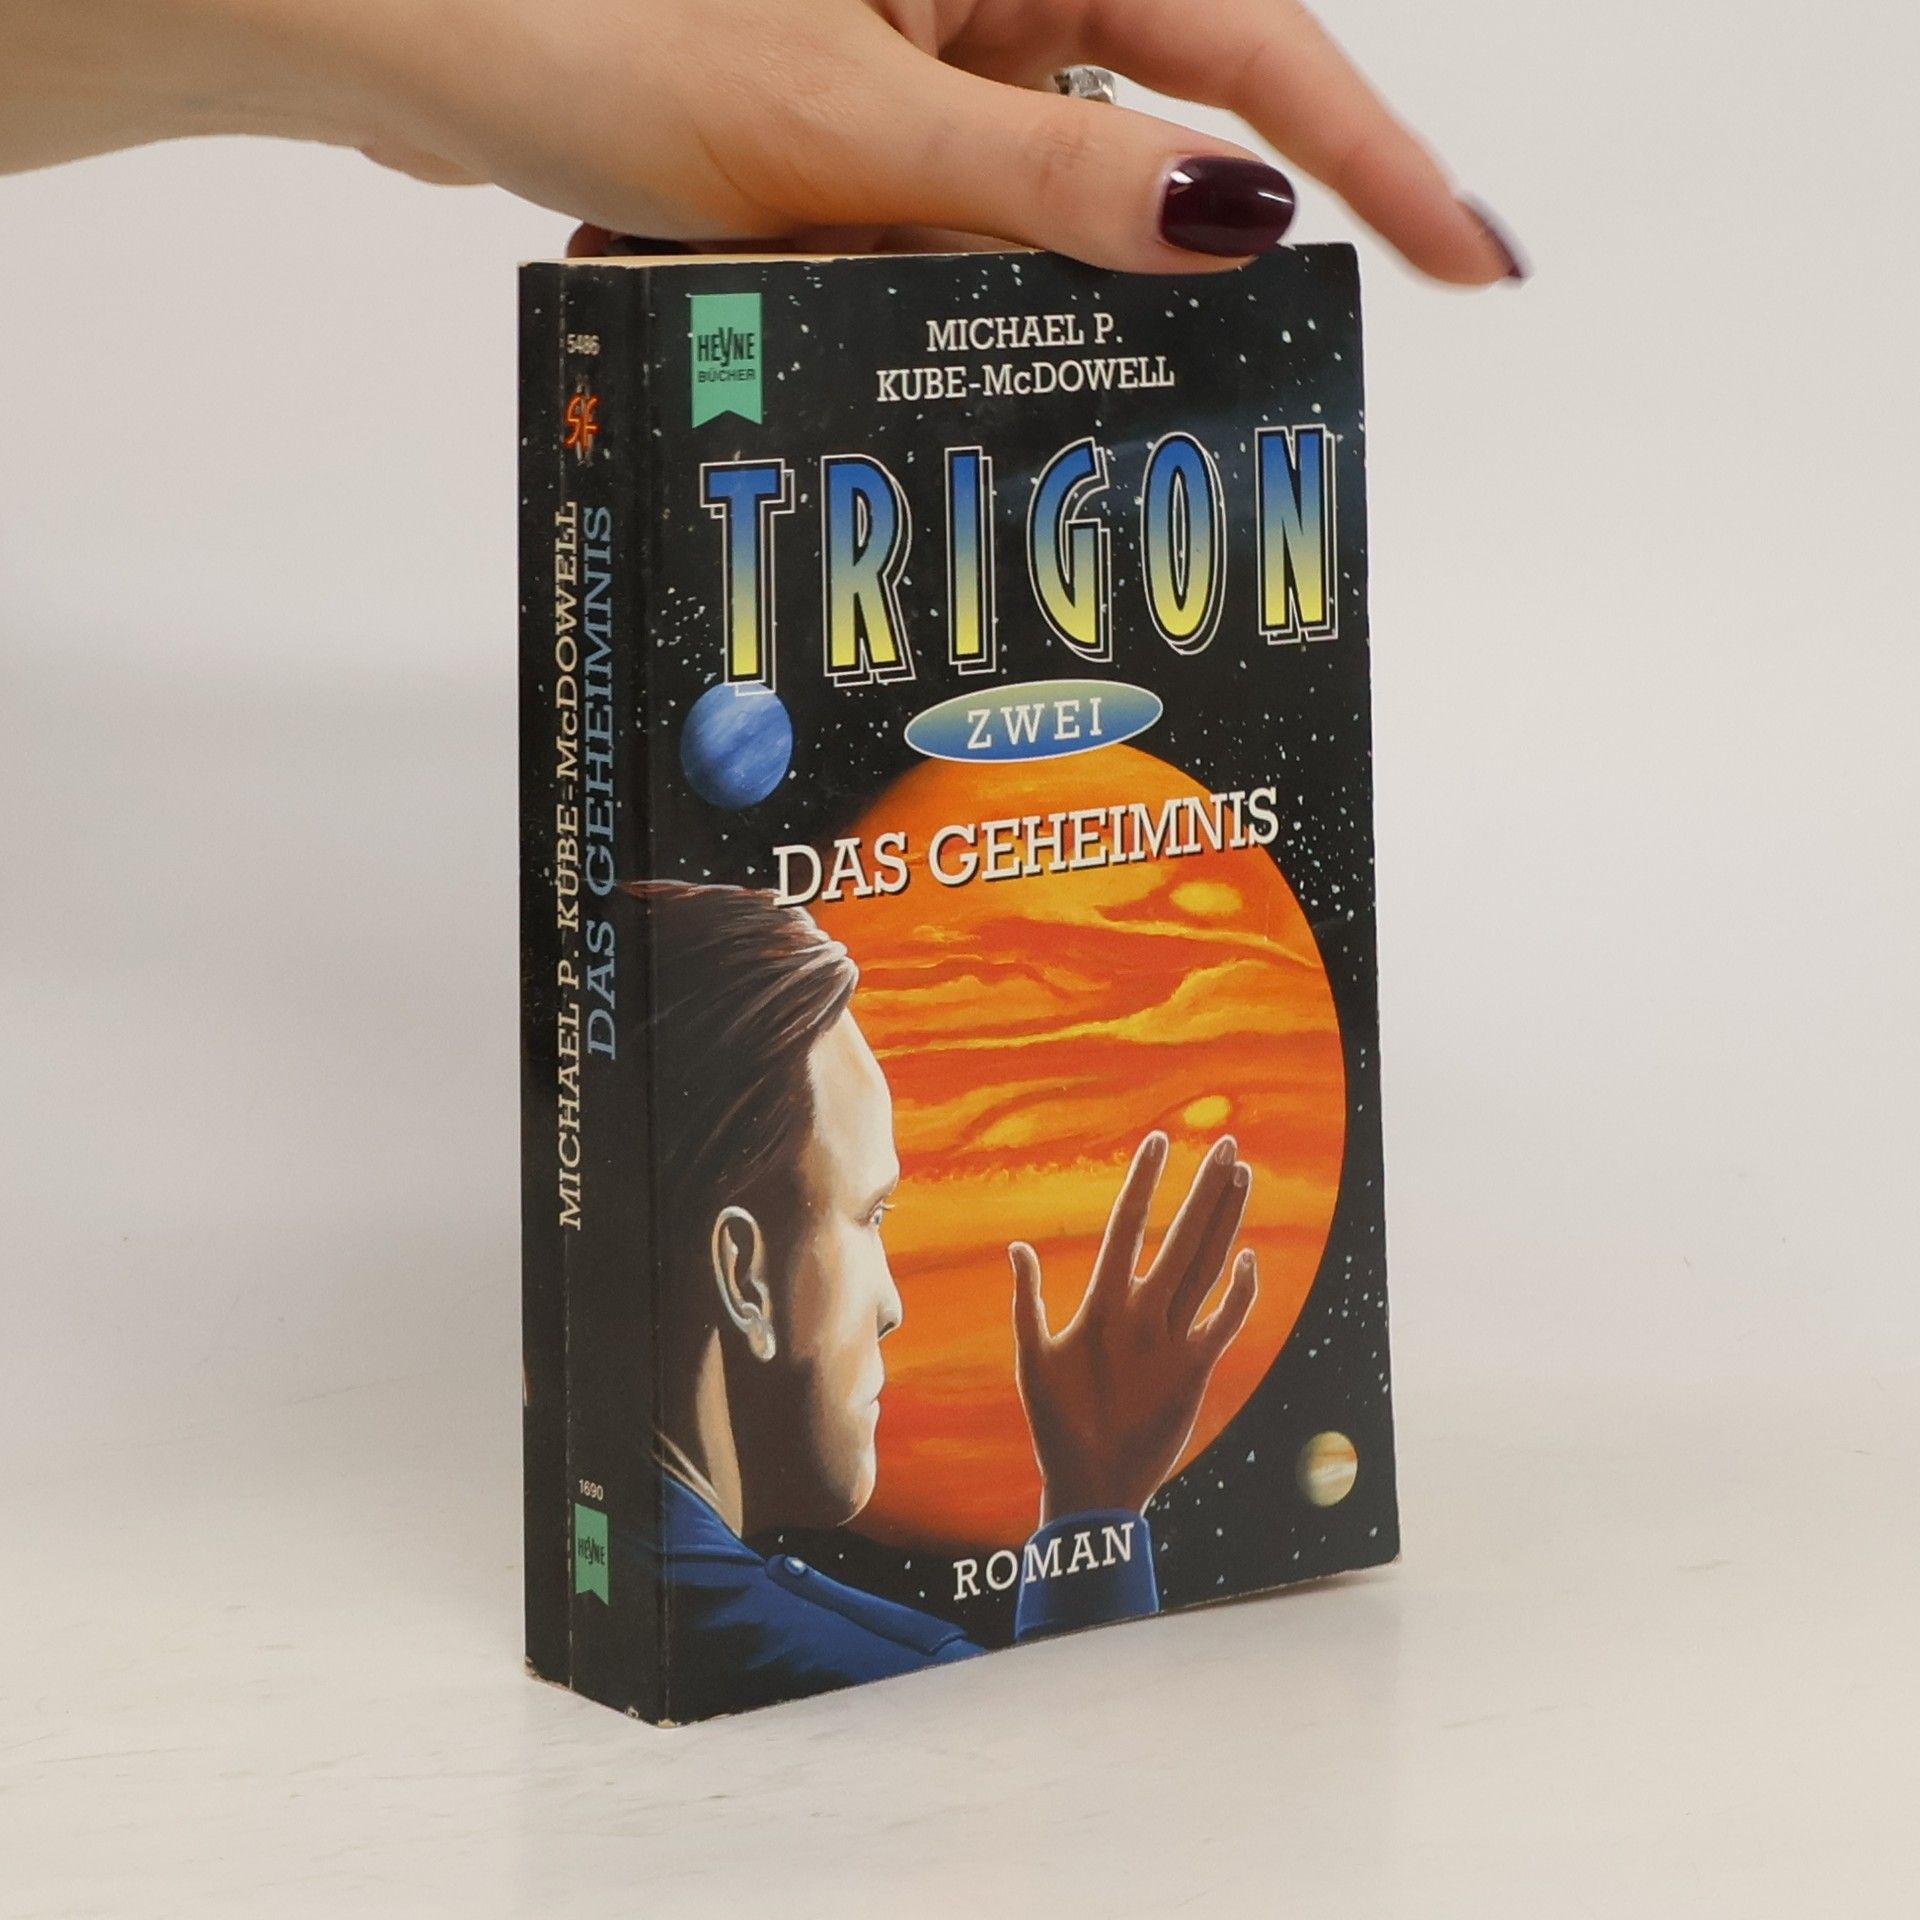 HEYNE
BÜCHER
MICHAEL P.
KUBE-McDOWELL
TRIGON
ZWEI
DAS GEHEIMNIS
ROMAN
5486
SF
MICHAEL P. KUBE-McDOWELL
DAS GEHEIMNIS
1690
HEYNE